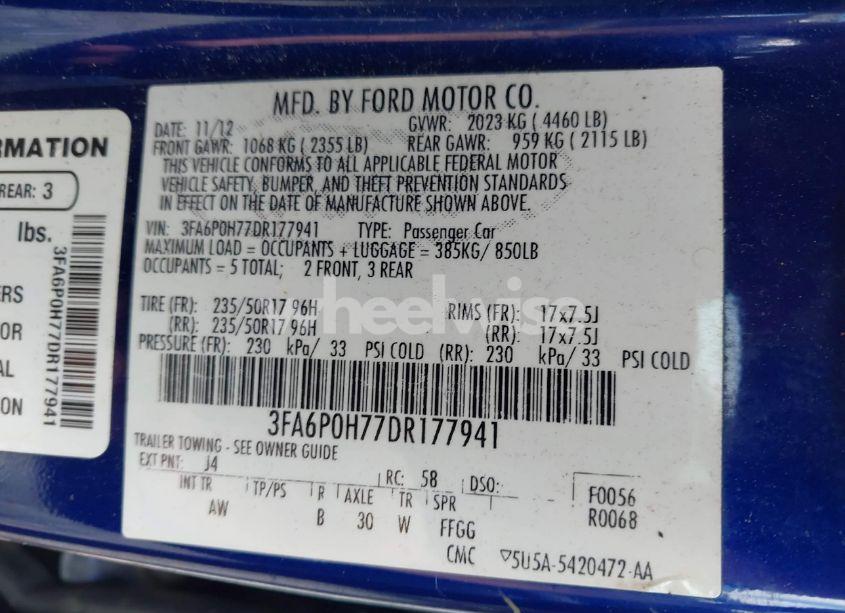 MFD. BY FORD MOTOR CO.
DATE: 11/12 GVWR: 2023 KG ( 4460 LB)
FRONT GAWR: 1068 KG ( 2355 LB) REAR GAWR: 959 KG ( 2115 LB)
THIS VEHICLE CONFORMS TO ALL APPLICABLE FEDERAL MOTOR
VEHICLE SAFETY, BUMPER, AND THEFT PREVENTION STANDARDS
IN EFFECT ON THE DATE OF MANUFACTURE SHOWN ABOVE.
VIN: 3FA6P0H77DR177941 TYPE: Passenger Car
MAXIMUM LOAD = OCCUPANTS + LUGGAGE = 385KG/ 850LB
OCCUPANTS = 5 TOTAL; 2 FRONT, 3 REAR
TIRE (FR): 235/50R17 96H RIMS (FR): 17x7.5J
(RR): 235/50R17 96H (RR): 17x7.5J
PRESSURE (FR): 230 kPa/ 33 PSI COLD (RR): 230 kPa/ 33 PSI COLD
3FA6P0H77DR177941
TRAILER TOWING - SEE OWNER GUIDE
EXT PNT: J4 RC: 58 DSO: F0056
INT TR TP/PS R AXLE TR SPR R0068
AW B 30 W FFGG
CMC 5U5A-5420472-AA
RMATION
REAR: 3
lbs.
ERS
OR
AL
ION
3FA6P0H77DR177941
wheelwise